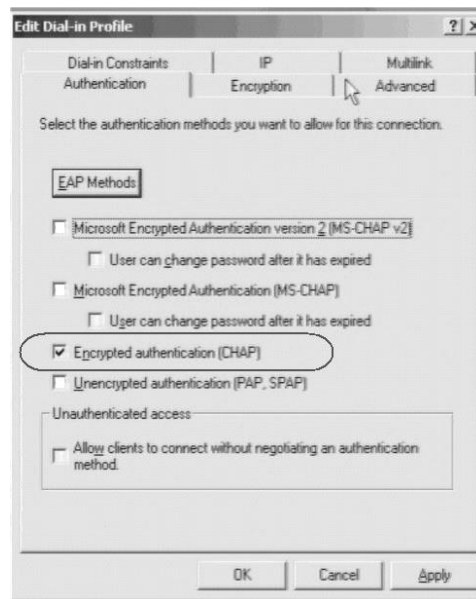 Edit Dial-in Profile
Dial-in Constraints IP Multilink
Authentication Encryption Advanced
Select the authentication methods you want to allow for this connection.
EAP Methods
Microsoft Encrypted Authentication version 2 (MS-CHAP v2)
User can change password after it has expired
Microsoft Encrypted Authentication (MS-CHAP)
User can change password after it has expired
Encrypted authentication (CHAP)
Unencrypted authentication (PAP, SPAP)
Unauthenticated access
Allow clients to connect without negotiating an authentication
method.
OK Cancel Apply